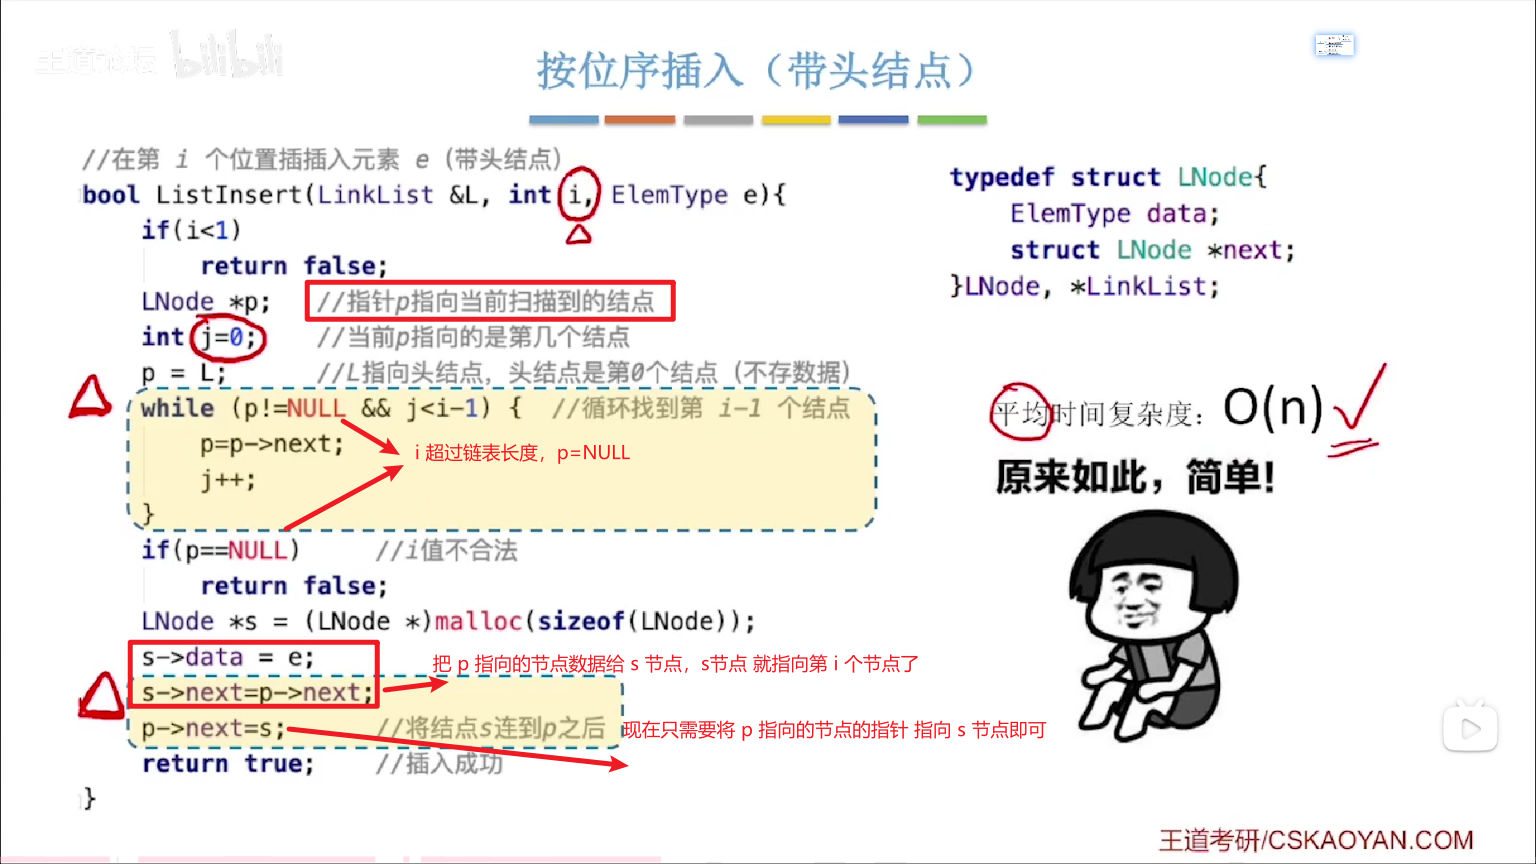 王道论坛 bilibili
按位序插入（带头结点）
//在第 i 个位置插插入元素 e（带头结点）
bool ListInsert(LinkList &L, int i, ElemType e){
if(i<1)
return false;
LNode *p; //指针p指向当前扫描到的结点
int j=0; //当前p指向的是第几个结点
p = L; //L指向头结点，头结点是第0个结点（不存数据）
while (p!=NULL && j<i-1) { //循环找到第 i-1 个结点
p=p->next;
i 超过链表长度，p=NULL
j++;
}
if(p==NULL) //i值不合法
return false;
LNode *s = (LNode *)malloc(sizeof(LNode));
s->data = e;
把 p 指向的节点数据给 s 节点，s节点 就指向第 i 个节点了
s->next=p->next;
p->next=s; //将结点s连到p之后
现在只需要将 p 指向的节点的指针 指向 s 节点即可
return true; //插入成功
}
typedef struct LNode{
ElemType data;
struct LNode *next;
}LNode, *LinkList;
平均时间复杂度：O(n)
原来如此，简单！
王道考研/CSKAOYAN.COM